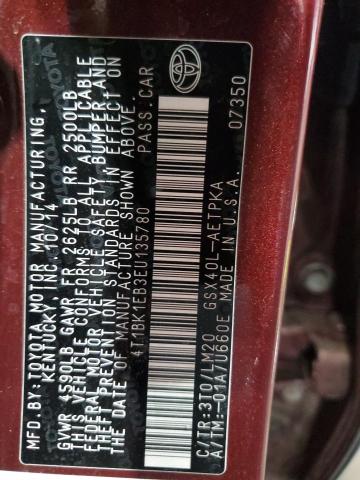 MFD. BY: TOYOTA MOTOR MANUFACTURING,
KENTUCKY, INC. 10/14
GVWR 4590LB GAWR FR 2625LB RR 2500LB
THIS VEHICLE CONFORMS TO ALL APPLICABLE
FEDERAL MOTOR VEHICLE SAFETY, BUMPER, AND
THEFT PREVENTION STANDARDS IN EFFECT ON
THE DATE OF MANUFACTURE SHOWN ABOVE.
4T1BK1EB3EU135780 PASS. CAR
C/TR:3T0/LM20 GSX40L-AETPKA
A/TM:-01A/U660E MADE IN U.S.A.
07350